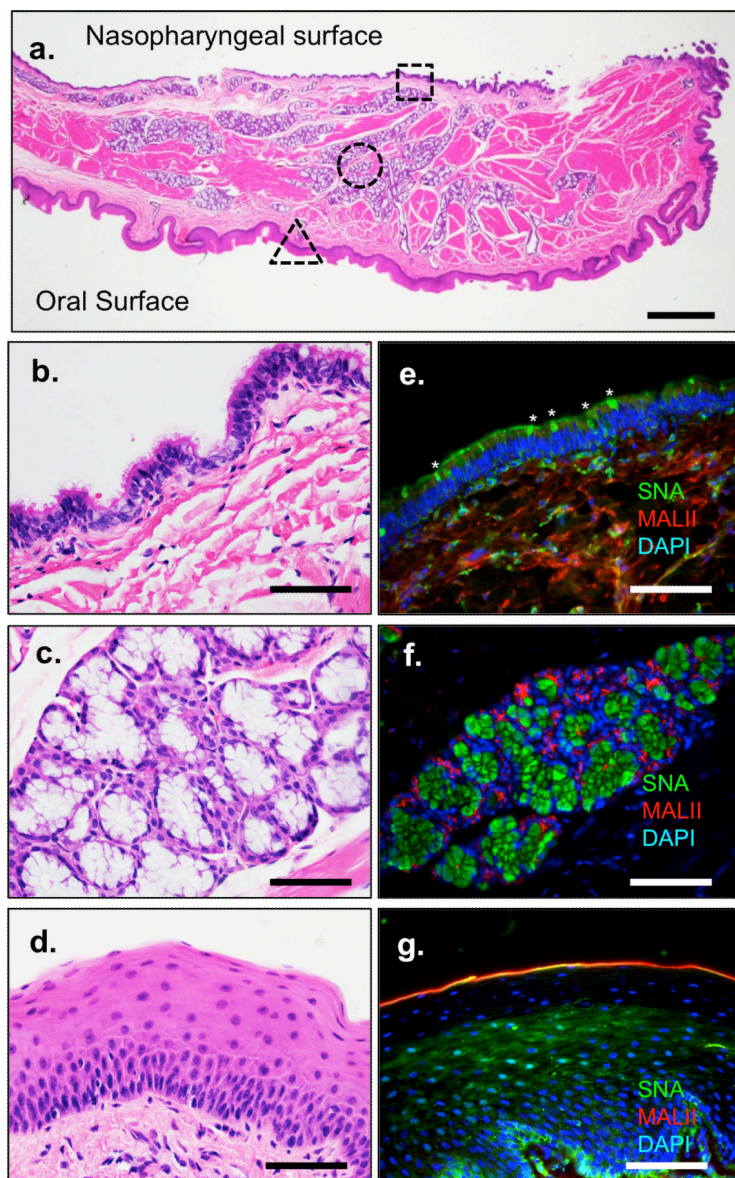 a.
Nasopharyngeal surface
Oral Surface
b.
e.
* * * * *
SNA
MALII
DAPI
c.
f.
SNA
MALII
DAPI
d.
g.
SNA
MALII
DAPI